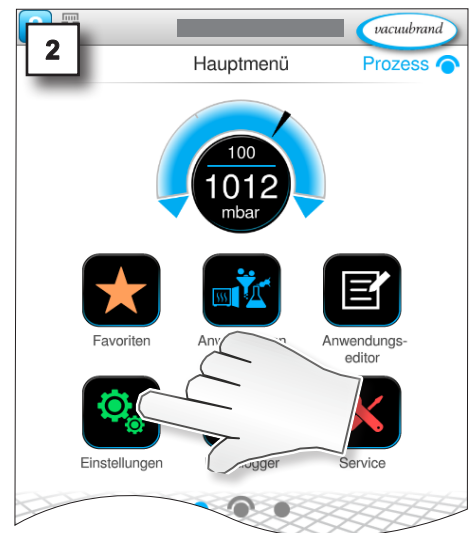 2
vacuubrand
Hauptmenü
Prozess
100
1012
mbar
Favoriten
Anwendungs-
editor
Einstellungen
Service